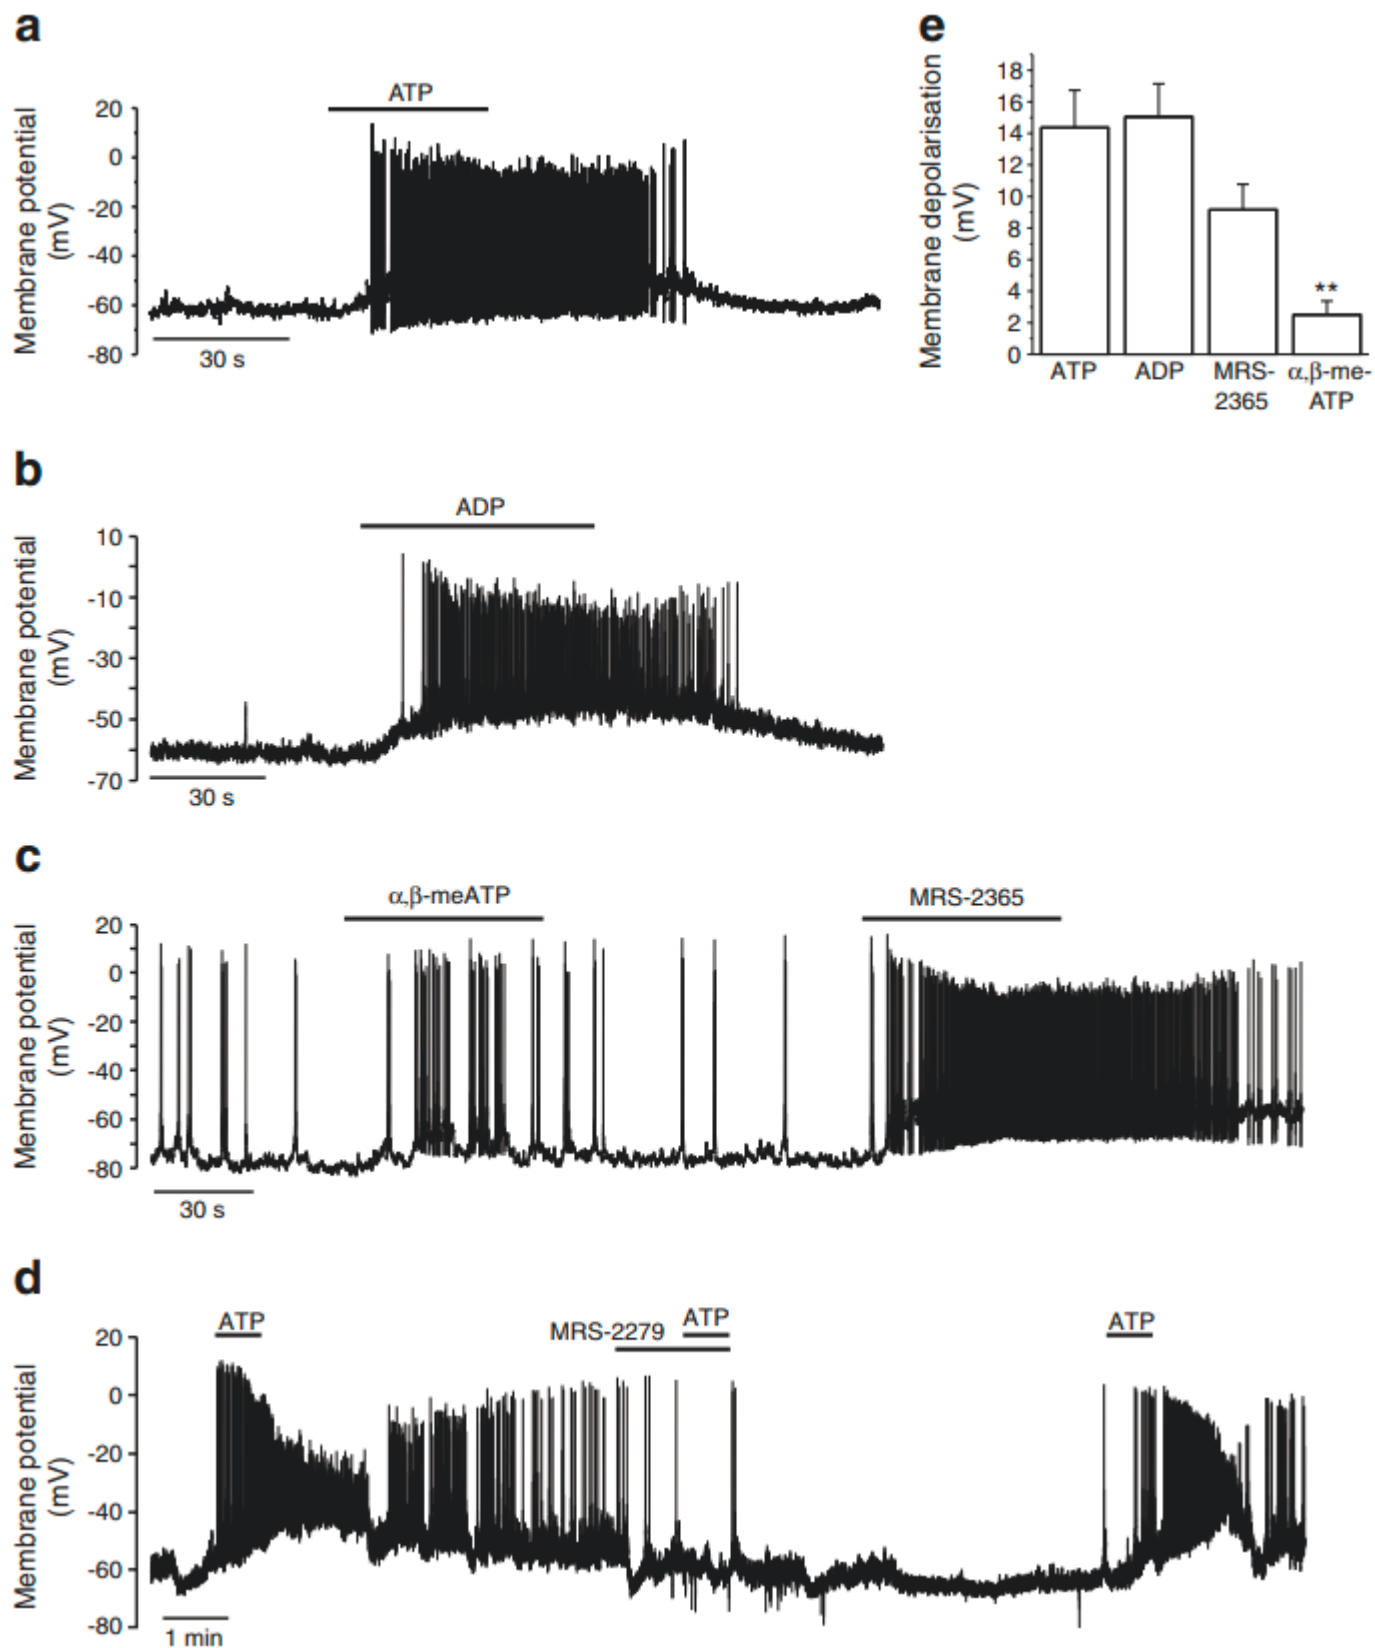 a
ATP
20
0
-20
-40
-60
-80
Membrane potential
(mV)
30 s
e
Membrane depolarisation
(mV)
18
16
14
12
10
8
6
4
2
0
**
ATP
ADP
MRS-
2365
α,β-me-
ATP
b
ADP
10
-10
-30
-50
-70
Membrane potential
(mV)
30 s
c
α,β-meATP
MRS-2365
20
0
-20
-40
-60
-80
Membrane potential
(mV)
30 s
d
ATP
MRS-2279
ATP
ATP
20
0
-20
-40
-60
-80
Membrane potential
(mV)
1 min